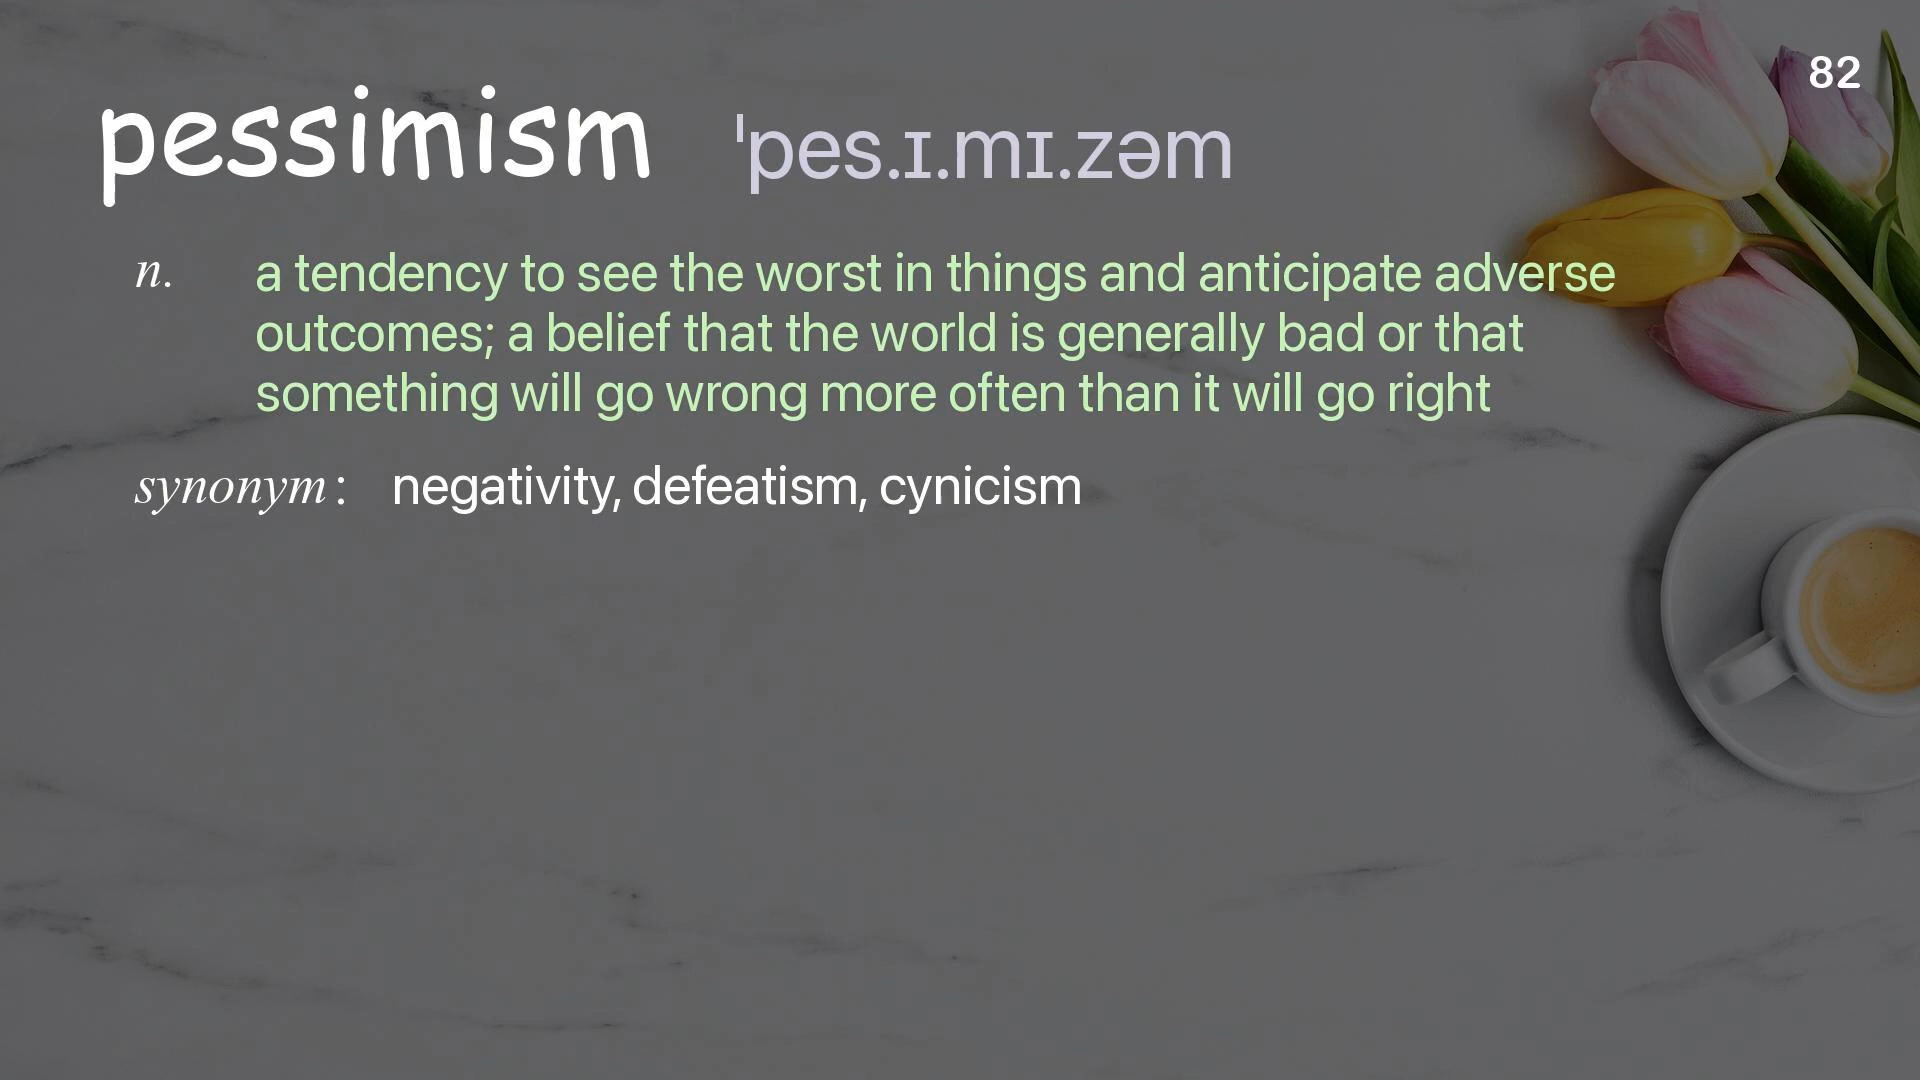 82
pessimism ˈpes.ɪ.mɪ.zəm
n. a tendency to see the worst in things and anticipate adverse
outcomes; a belief that the world is generally bad or that
something will go wrong more often than it will go right
synonym: negativity, defeatism, cynicism